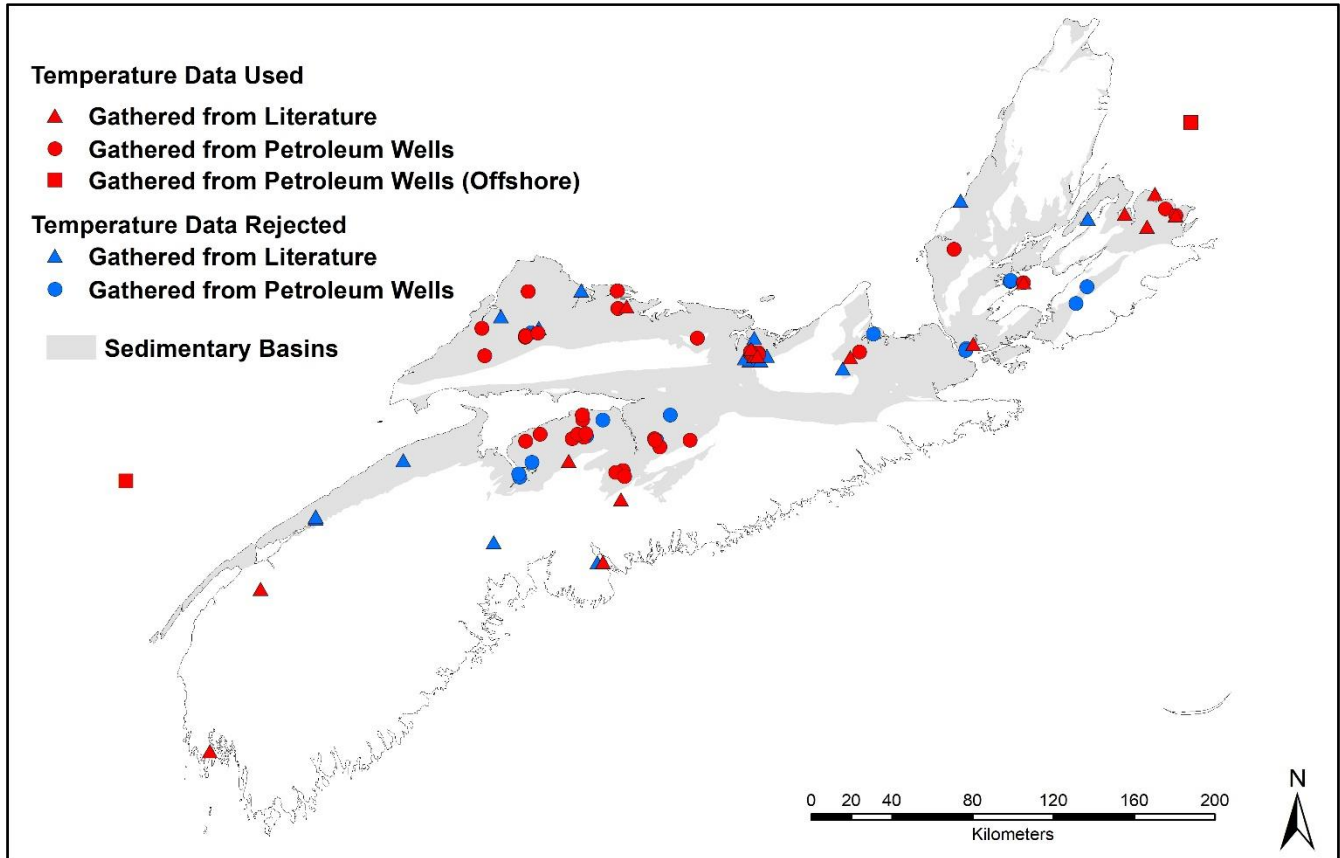 Temperature Data Used
Gathered from Literature
Gathered from Petroleum Wells
Gathered from Petroleum Wells (Offshore)
Temperature Data Rejected
Gathered from Literature
Gathered from Petroleum Wells
Sedimentary Basins
N
0 20 40 80 120 160 200
Kilometers